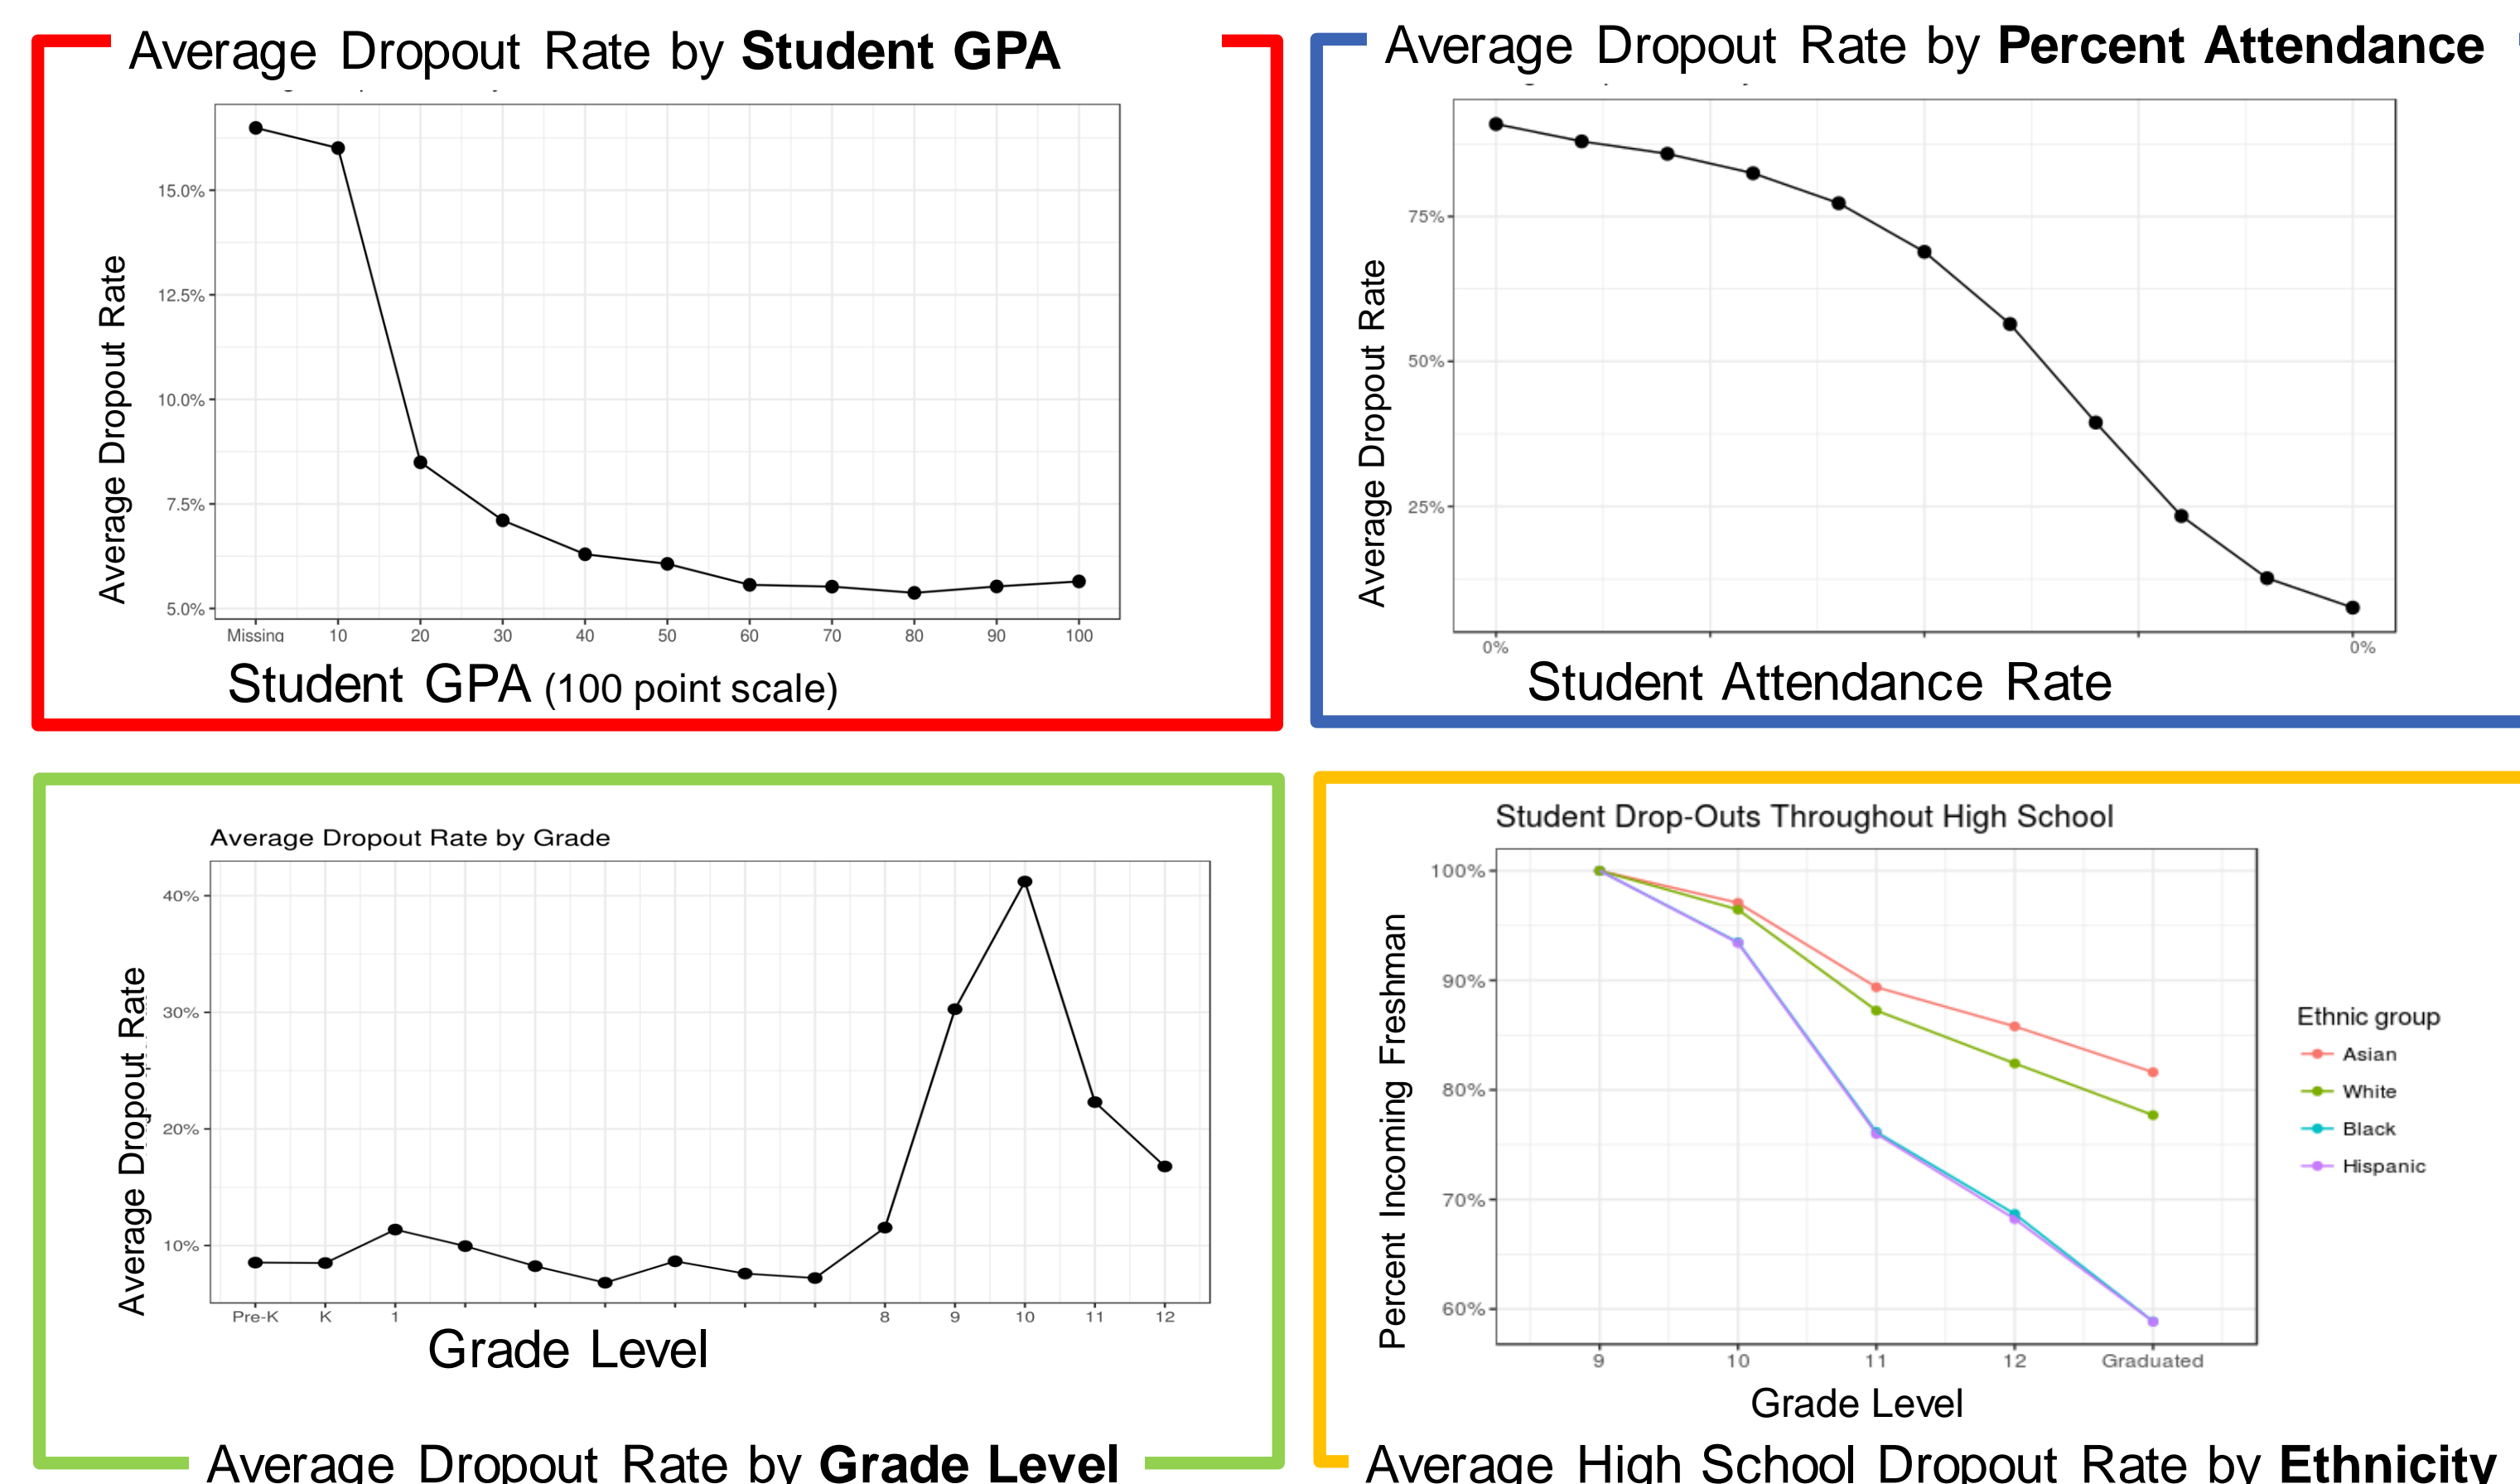 Average Dropout Rate by Student GPA
Average Dropout Rate
15.0%
12.5%
10.0%
7.5%
5.0%
Missing 10 20 30 40 50 60 70 80 90 100
Student GPA (100 point scale)
Average Dropout Rate by Percent Attendance
Average Dropout Rate
75%
50%
25%
0% 0%
Student Attendance Rate
Average Dropout Rate by Grade
Average Dropout Rate
40%
30%
20%
10%
Pre-K K 1 8 9 10 11 12
Grade Level
Average Dropout Rate by Grade Level
Student Drop-Outs Throughout High School
Percent Incoming Freshman
100%
90%
80%
70%
60%
9 10 11 12 Graduated
Grade Level
Ethnic group
Asian
White
Black
Hispanic
Average High School Dropout Rate by Ethnicity